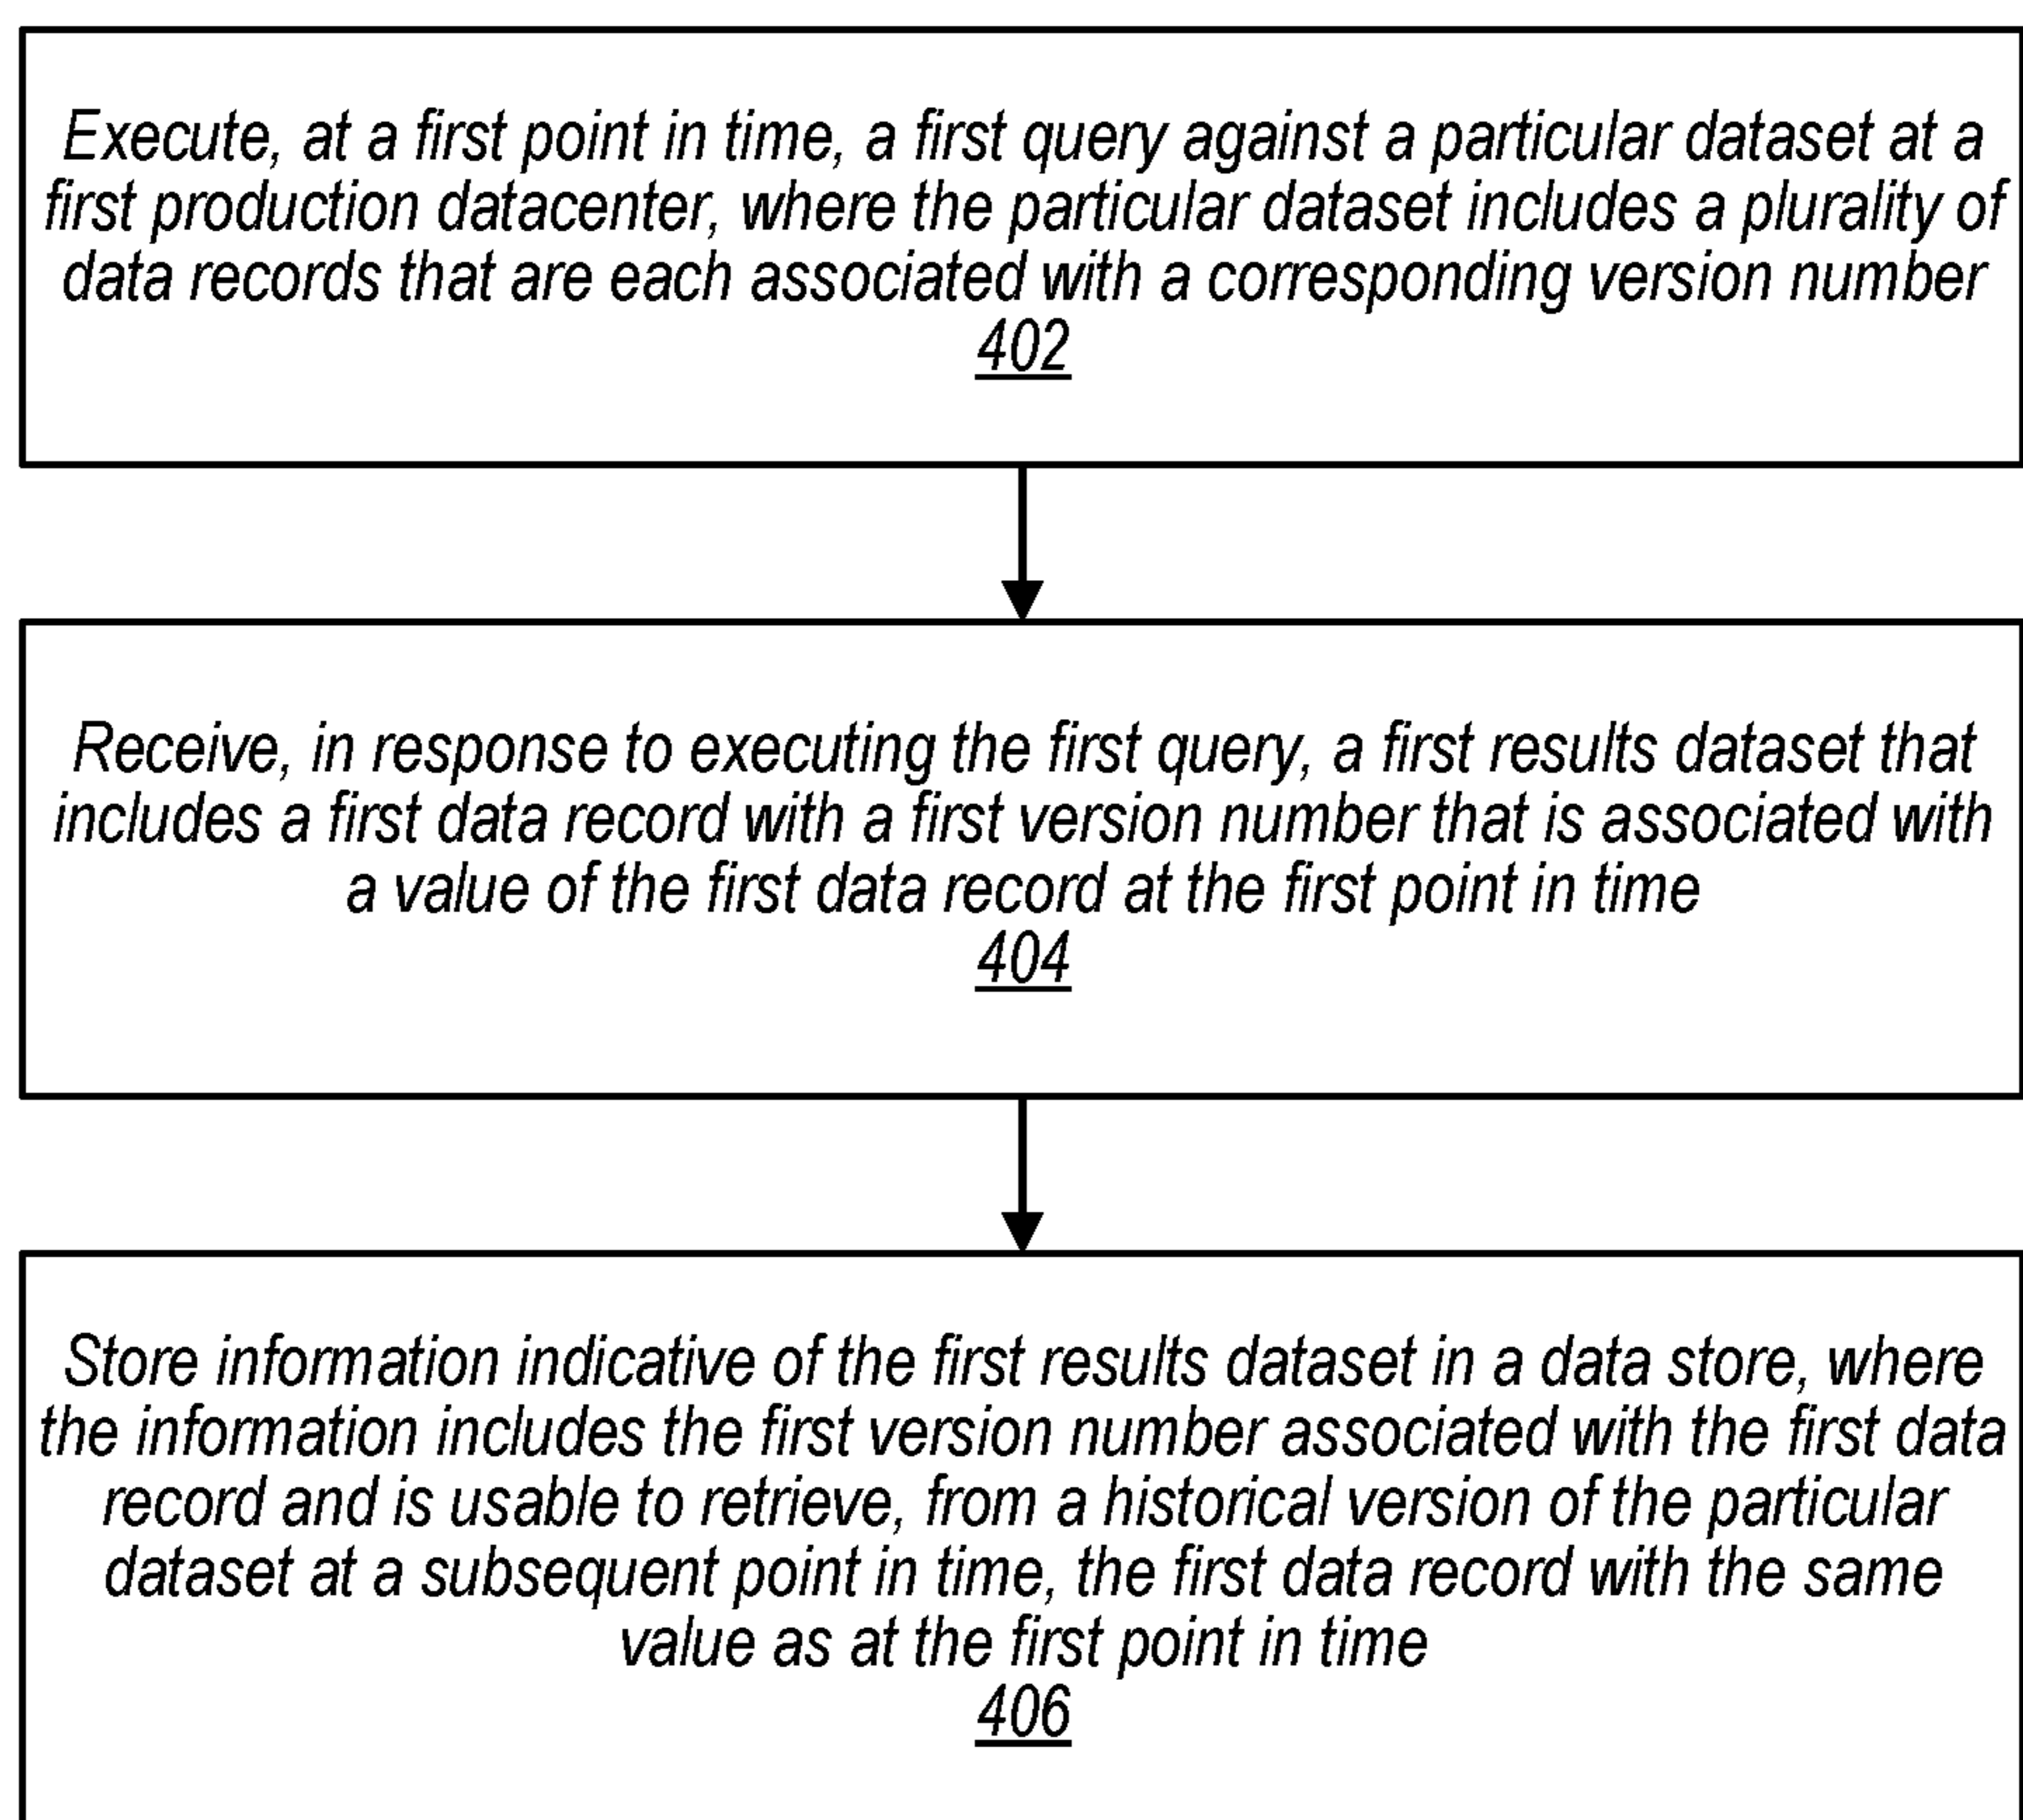 Execute, at a first point in time, a first query against a particular dataset at a
first production datacenter, where the particular dataset includes a plurality of
data records that are each associated with a corresponding version number
402
Receive, in response to executing the first query, a first results dataset that
includes a first data record with a first version number that is associated with
a value of the first data record at the first point in time
404
Store information indicative of the first results dataset in a data store, where
the information includes the first version number associated with the first data
record and is usable to retrieve, from a historical version of the particular
dataset at a subsequent point in time, the first data record with the same
value as at the first point in time
406